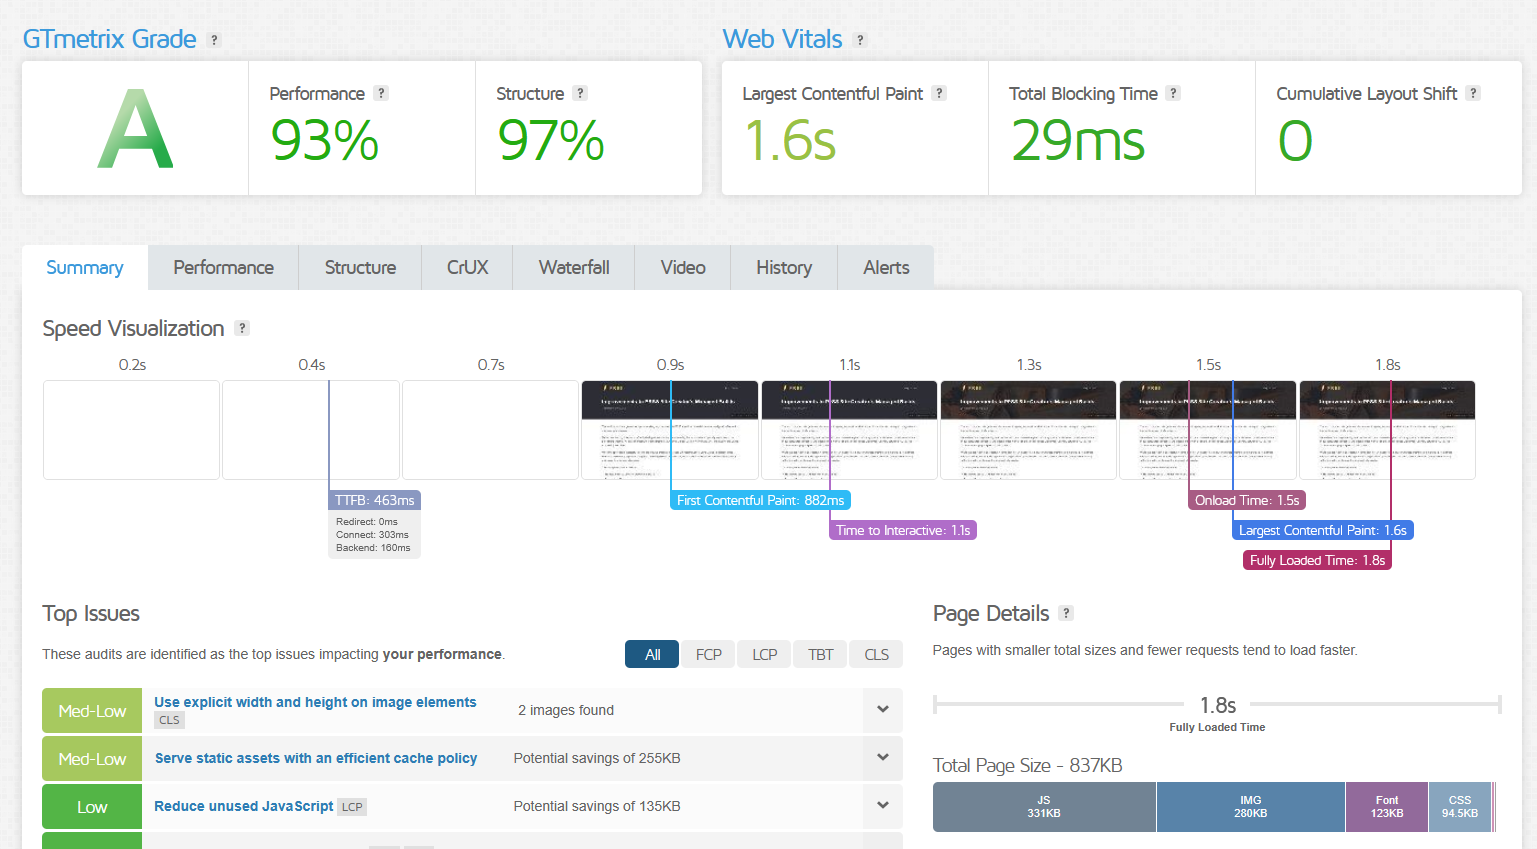 GTmetrix Grade ?
Web Vitals ?
A
Performance ?
93%
Structure ?
97%
Largest Contentful Paint ?
1.6s
Total Blocking Time ?
29ms
Cumulative Layout Shift ?
0
Summary Performance Structure CrUX Waterfall Video History Alerts
Speed Visualization ?
0.2s 0.4s 0.7s 0.9s 1.1s 1.3s 1.5s 1.8s
TTFB: 463ms
Redirect: 0ms
Connect: 303ms
Backend: 160ms
First Contentful Paint: 882ms
Time to Interactive: 1.1s
Onload Time: 1.5s
Largest Contentful Paint: 1.6s
Fully Loaded Time: 1.8s
Top Issues
These audits are identified as the top issues impacting your performance.
All FCP LCP TBT CLS
Med-Low Use explicit width and height on image elements 2 images found
CLS
Med-Low Serve static assets with an efficient cache policy Potential savings of 255KB
Low Reduce unused JavaScript LCP Potential savings of 135KB
Page Details ?
Pages with smaller total sizes and fewer requests tend to load faster.
1.8s
Fully Loaded Time
Total Page Size - 837KB
JS
331KB
IMG
280KB
Font
123KB
CSS
94.5KB